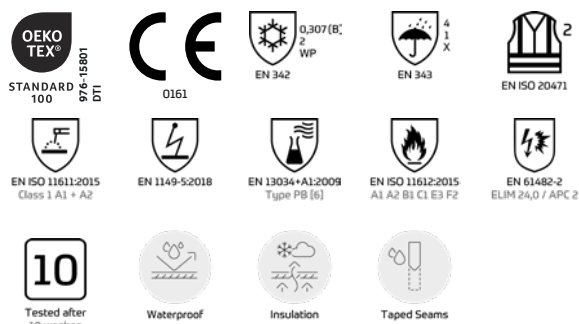 OEKO
TEX®
STANDARD
100
976-15801
DTI
CE
0161
0,307(B)
2
WP
EN 342
4
1
X
EN 343
2
EN ISO 20471
EN ISO 11611:2015
Class 1 A1 + A2
EN 1149-5:2018
EN 13034+A1:2009
Type PB [6]
EN ISO 11612:2015
A1 A2 B1 C1 E3 F2
EN 61482-2
ELIM 24,0 / APC 2
10
Tested after
Waterproof
Insulation
Taped Seams